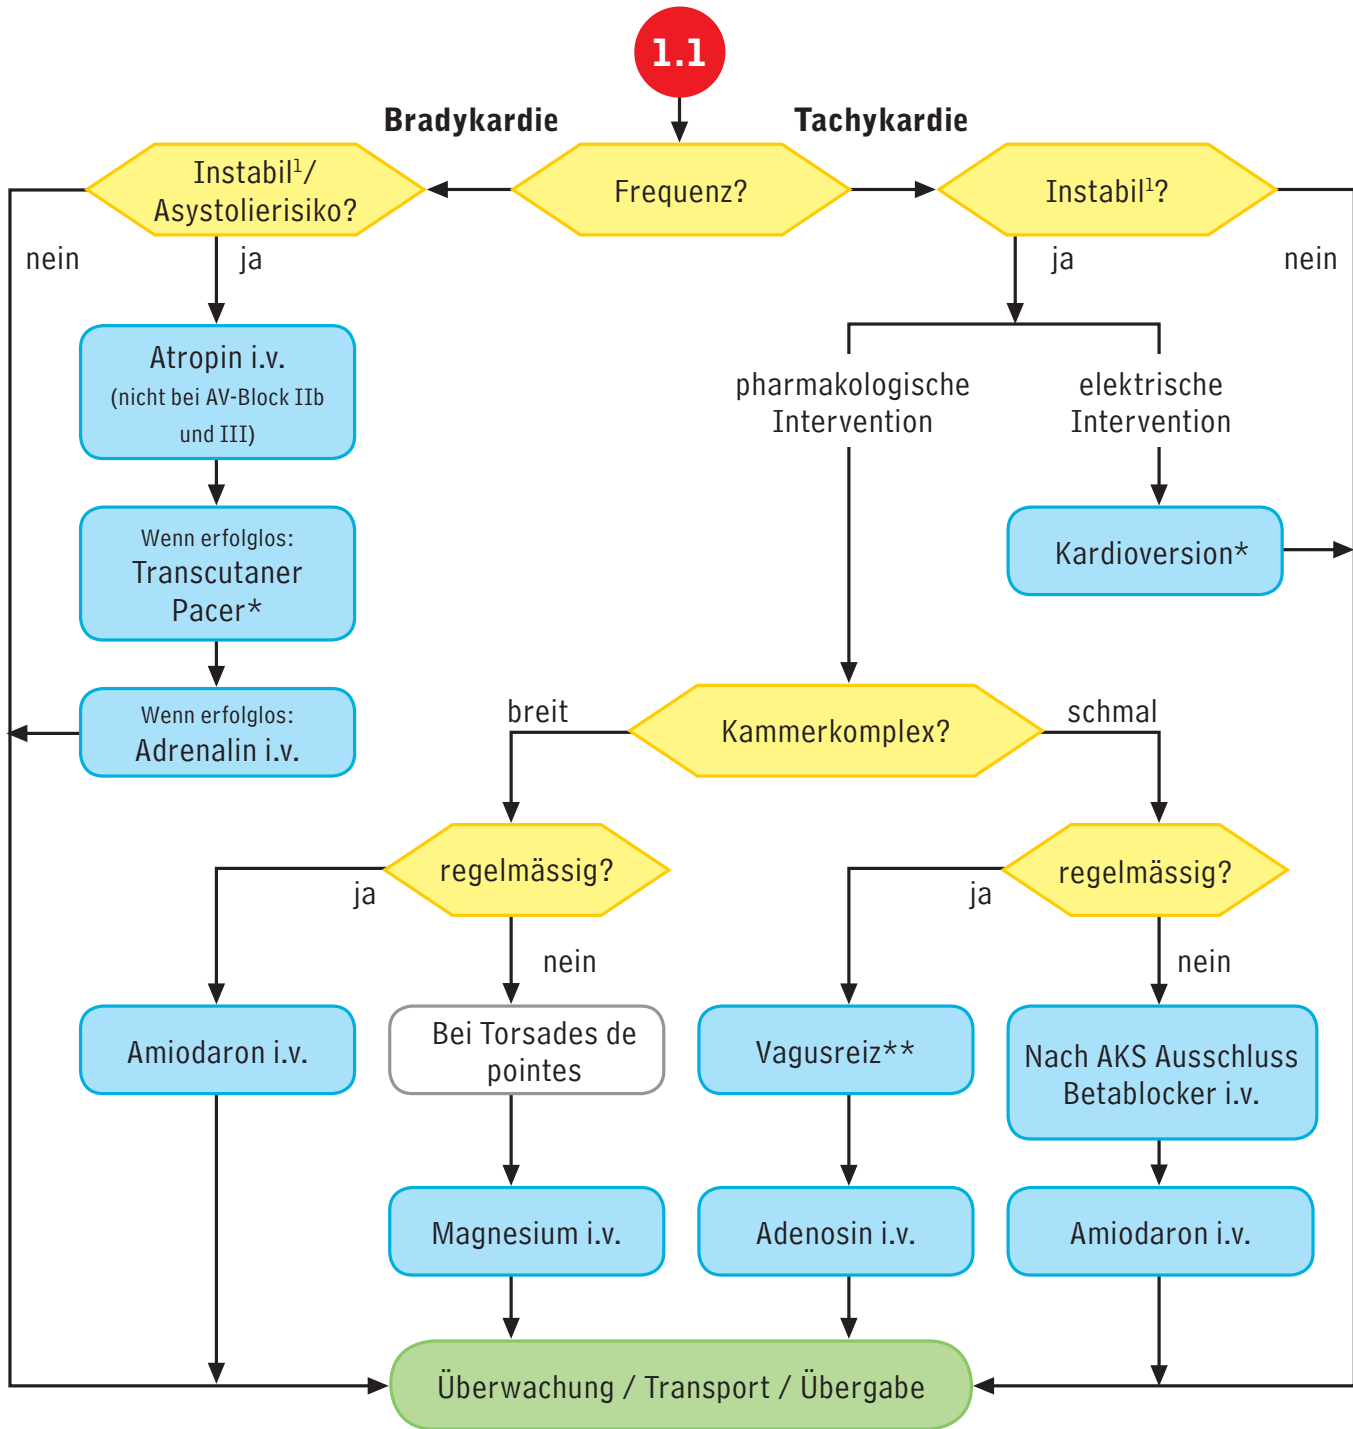 1.1
Bradykardie
Tachykardie
Instabil¹/
Asystolierisiko?
Frequenz?
Instabil¹?
nein
ja
ja
nein
Atropin i.v.
(nicht bei AV-Block IIb
und III)
pharmakologische
Intervention
elektrische
Intervention
Wenn erfolglos:
Transcutaner
Pacer*
Kardioversion*
Wenn erfolglos:
Adrenalin i.v.
breit
Kammerkomplex?
schmal
regelmässig?
regelmässig?
ja
nein
ja
nein
Amiodaron i.v.
Bei Torsades de
pointes
Vagusreiz**
Nach AKS Ausschluss
Betablocker i.v.
Magnesium i.v.
Adenosin i.v.
Amiodaron i.v.
Überwachung / Transport / Übergabe